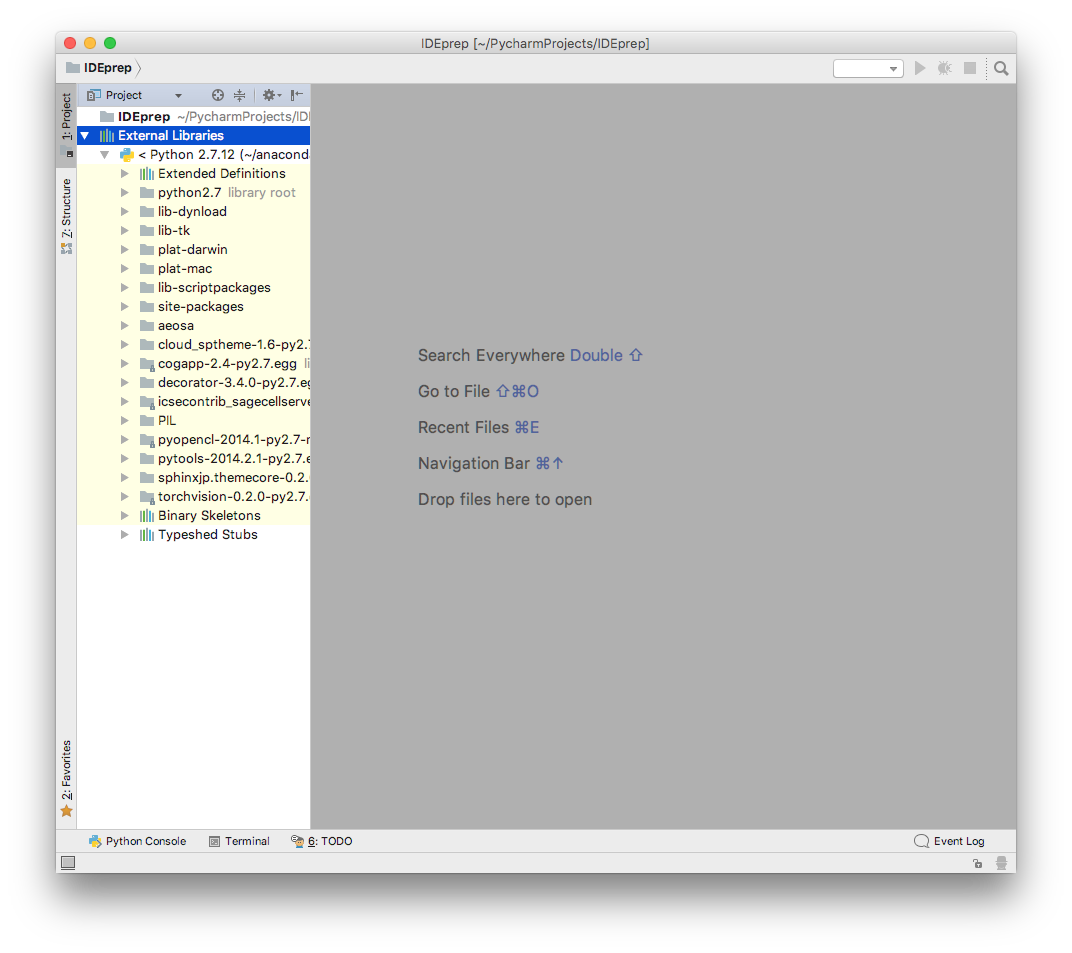 IDEprep [~/PycharmProjects/IDEprep]
IDEprep
Project
1: Project
IDEprep ~/PycharmProjects/IDI
External Libraries
< Python 2.7.12 (~/anaconda
Extended Definitions
python2.7 library root
lib-dynload
lib-tk
plat-darwin
plat-mac
lib-scriptpackages
site-packages
aeosa
cloud_sptheme-1.6-py2.7
cogapp-2.4-py2.7.egg li
decorator-3.4.0-py2.7.eg
icsecontrib_sagecellserve
PIL
pyopencl-2014.1-py2.7-m
pytools-2014.2.1-py2.7.e
sphinxjp.themecore-0.2.
torchvision-0.2.0-py2.7.
Binary Skeletons
Typeshed Stubs
7: Structure
2: Favorites
Search Everywhere Double ⇧
Go to File ⇧⌘O
Recent Files ⌘E
Navigation Bar ⌘↑
Drop files here to open
Python Console
Terminal
6: TODO
Event Log